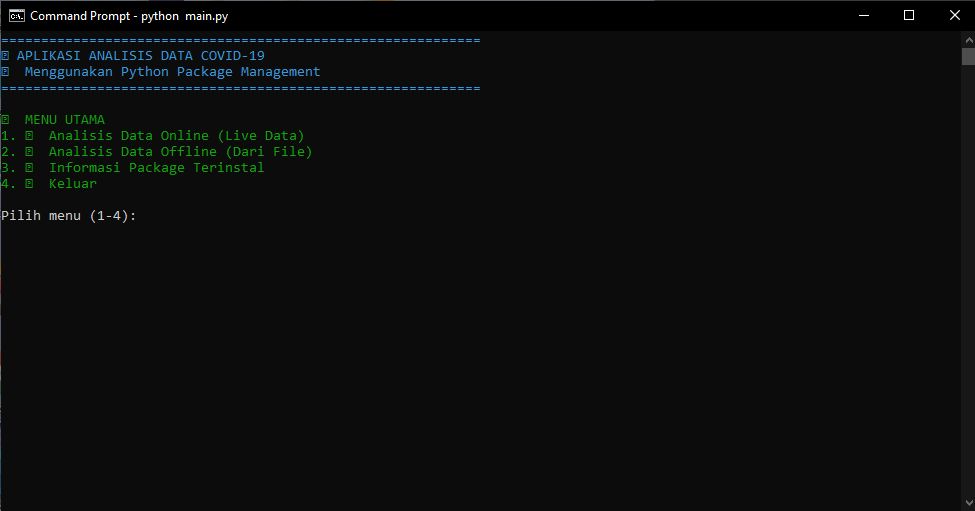 Command Prompt - python  main.py
============================================================
⍰ APLIKASI ANALISIS DATA COVID-19
⍰  Menggunakan Python Package Management
============================================================
⍰  MENU UTAMA
1. ⍰  Analisis Data Online (Live Data)
2. ⍰  Analisis Data Offline (Dari File)
3. ⍰  Informasi Package Terinstal
4. ⍰  Keluar
Pilih menu (1-4):